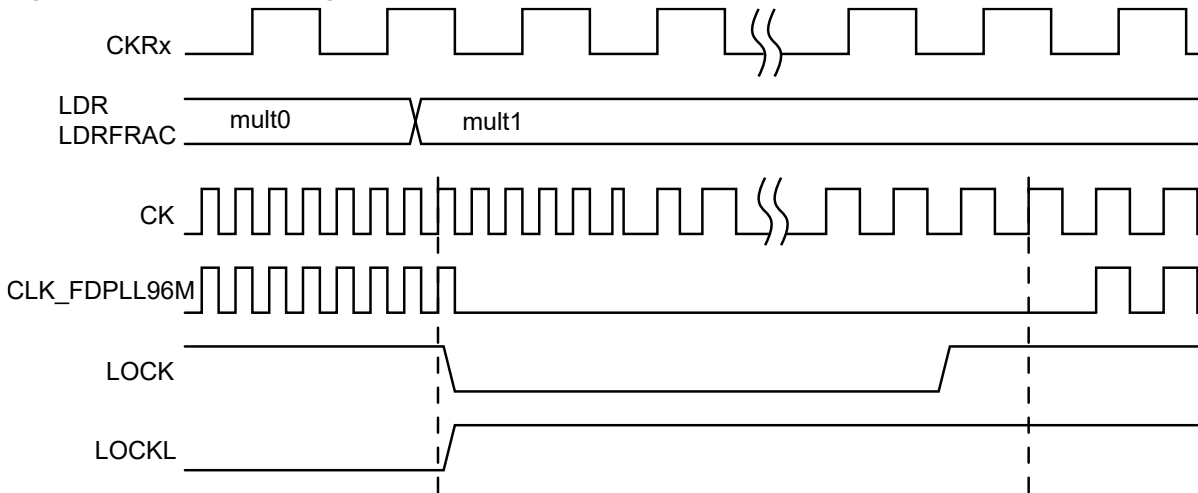 CKRx
LDR
LDRFRAC
mult0
mult1
CK
CLK_FDPLL96M
LOCK
LOCKL